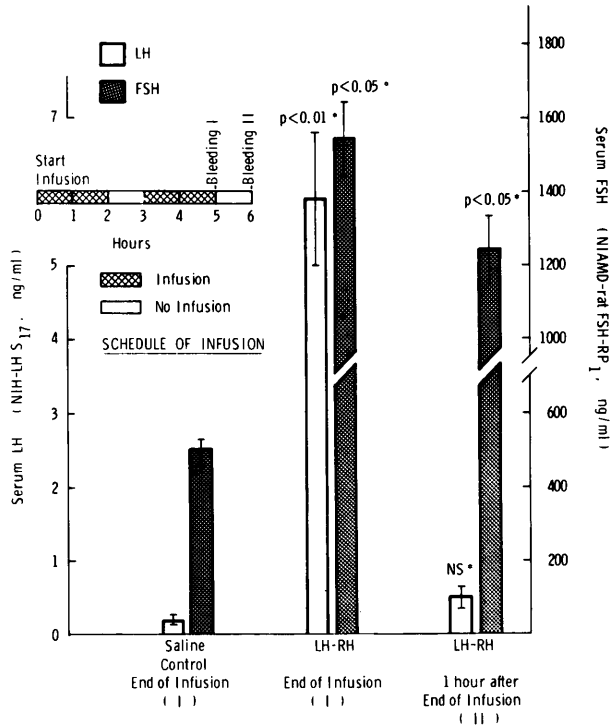 LH
FSH
7
Start
Infusion
Bleeding I
Bleeding II
0 1 2 3 4 5 6
Hours
Infusion
No Infusion
SCHEDULE OF INFUSION
Serum LH (NIH-LH S17, ng/ml)
5
4
3
2
1
0
p<0.01*
p<0.05*
NS*
p<0.05*
1800
1600
1400
1200
1000
600
400
200
Serum FSH (NIAMD-rat FSH-RP1, ng/ml)
Saline
Control
End of Infusion
( I )
LH-RH
End of Infusion
( I )
LH-RH
1 hour after
End of Infusion
( II )